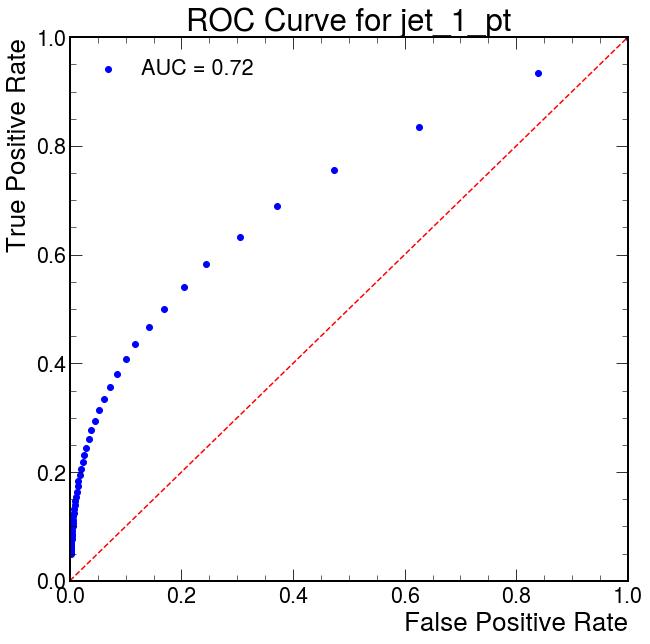 ROC Curve for jet_1_pt
AUC = 0.72
True Positive Rate
1.0
0.8
0.6
0.4
0.2
0.0
0.0 0.2 0.4 0.6 0.8 1.0
False Positive Rate